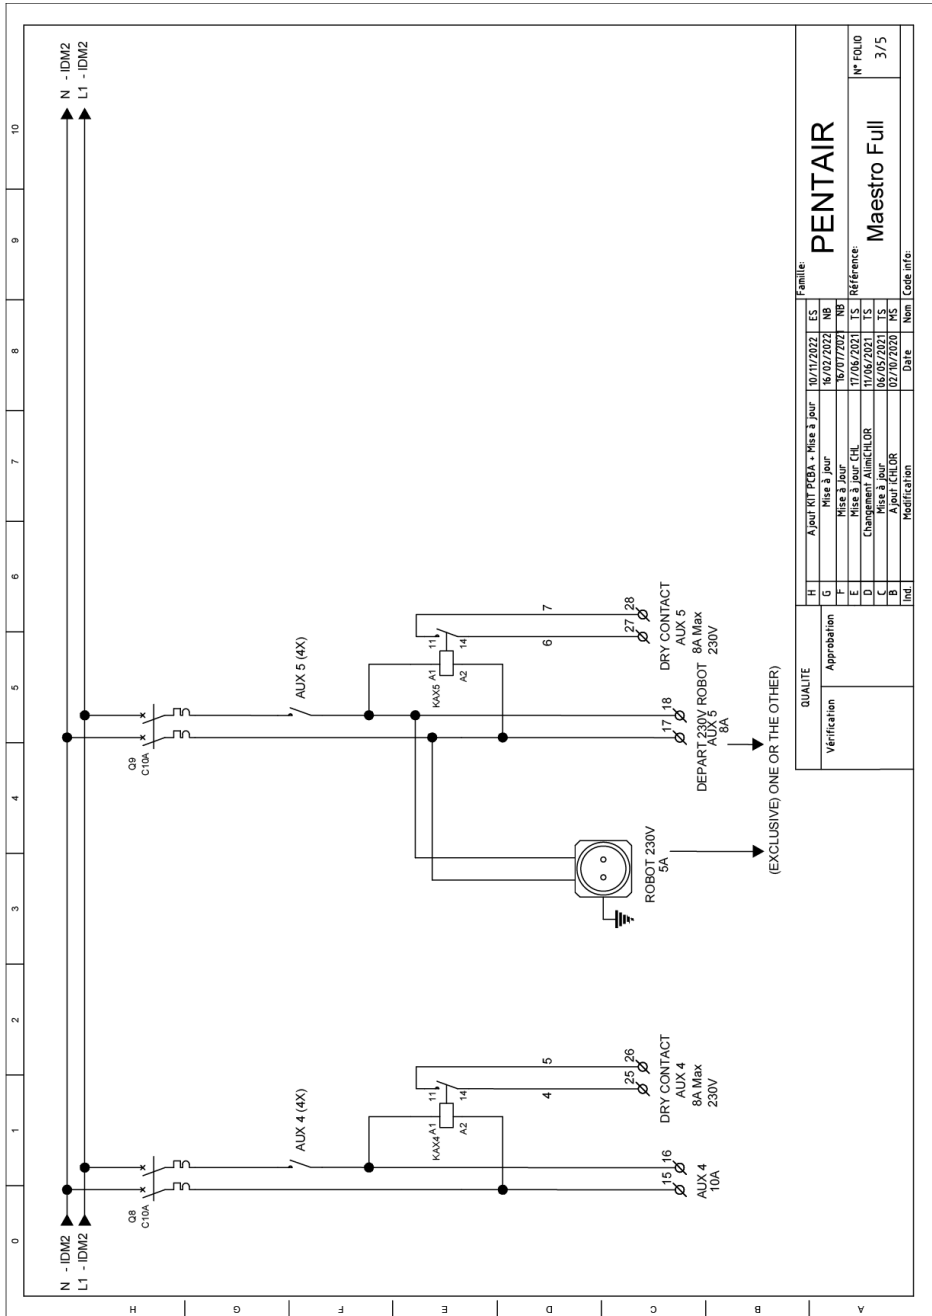 0 1 2 3 4 5 6 7 8 9 10
H
G
F
E
D
C
B
A
N - IDM2
L1 - IDM2
N - IDM2
L1 - IDM2
Q8
C10A
Q9
C10A
AUX 4 (4X)
AUX 5 (4X)
KAX4
A1
A2
11
14
KAX5
A1
A2
11
14
4
5
6
7
15 16
AUX 4
10A
25 26
DRY CONTACT
AUX 4
8A Max
230V
ROBOT 230V
5A
17 18
DEPART 230V ROBOT
AUX 5
8A
27 28
DRY CONTACT
AUX 5
8A Max
230V
(EXCLUSIVE) ONE OR THE OTHER)
QUALITE
Vérification
Approbation
H Ajout KIT PCBA + Mise à jour 10/11/2022 ES
G Mise à jour 16/02/2022 NB
F Mise à Jour 16/07/2021 NB
E Mise à jour CHL 17/06/2021 TS
D Changement AlimiCHLOR 11/06/2021 TS
C Mise à jour 06/05/2021 TS
B Ajout iCHLOR 02/10/2020 MS
Ind. Modification Date Nom
Famille:
PENTAIR
Référence:
Maestro Full
Code info:
N° FOLIO
3/5